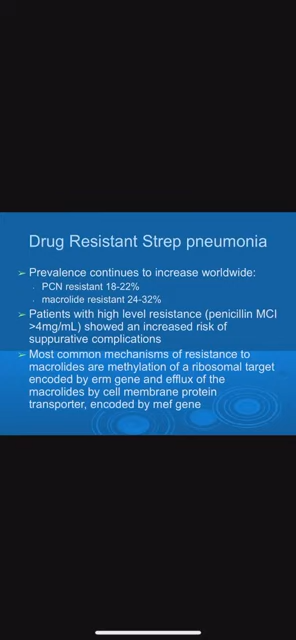 Drug Resistant Strep pneumonia
➢ Prevalence continues to increase worldwide:
- PCN resistant 18-22%
- macrolide resistant 24-32%
➢ Patients with high level resistance (penicillin MCI
>4mg/mL) showed an increased risk of
suppurative complications
➢ Most common mechanisms of resistance to
macrolides are methylation of a ribosomal target
encoded by erm gene and efflux of the
macrolides by cell membrane protein
transporter, encoded by mef gene